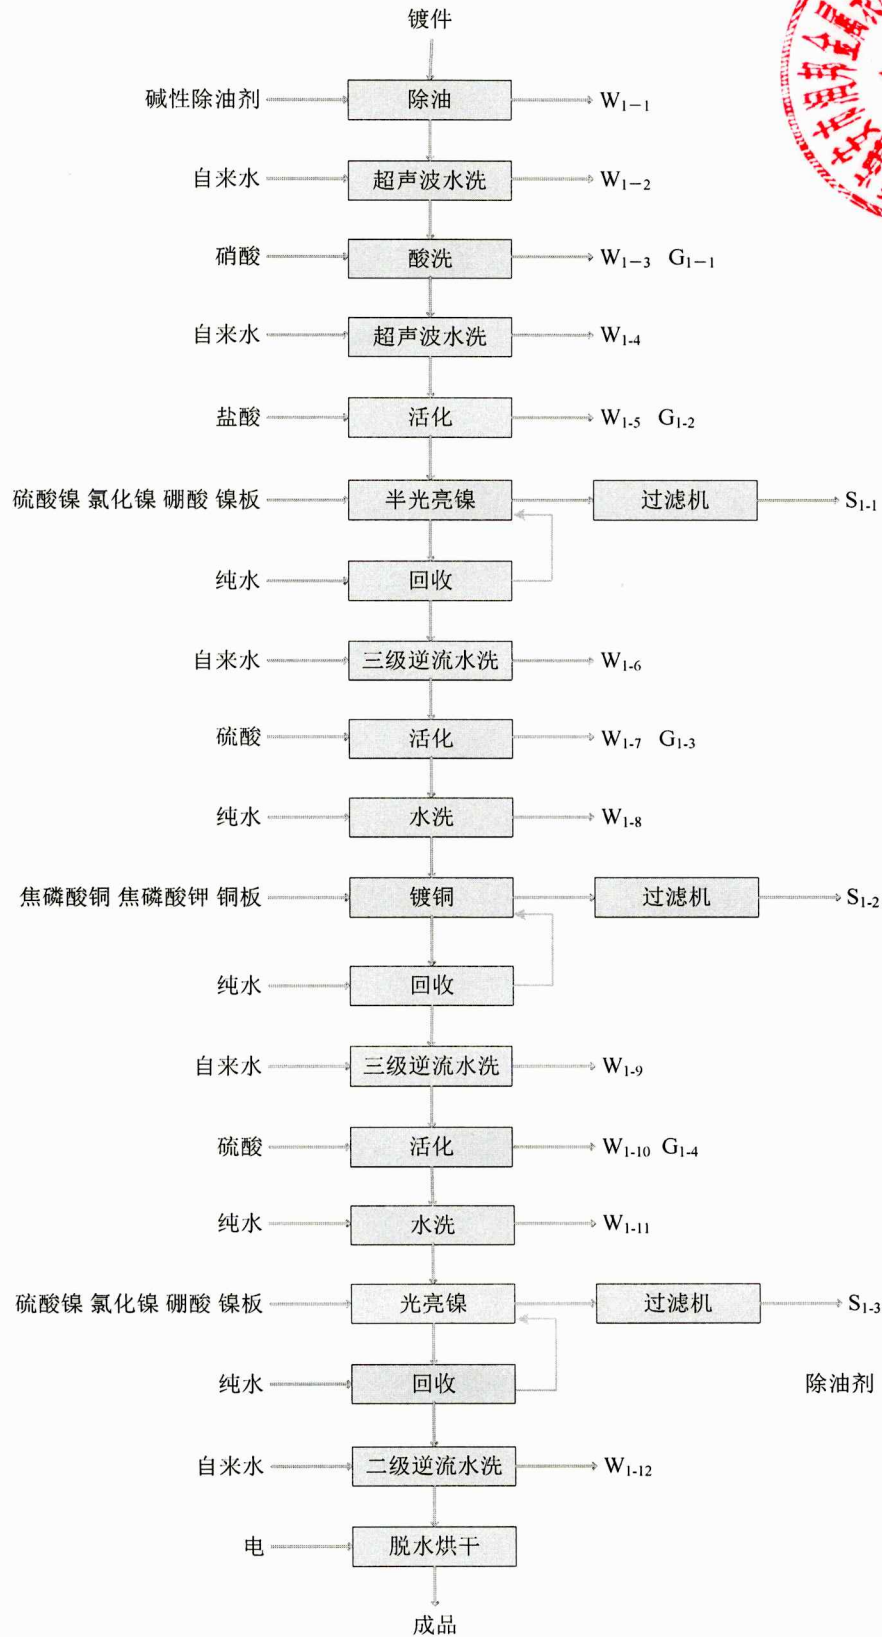 镀件
碱性除油剂 除油 W₁₋₁
自来水 超声波水洗 W₁₋₂
硝酸 酸洗 W₁₋₃ G₁₋₁
自来水 超声波水洗 W₁₋₄
盐酸 活化 W₁₋₅ G₁₋₂
硫酸镍 氯化镍 硼酸 镍板 半光亮镍 过滤机 S₁₋₁
纯水 回收
自来水 三级逆流水洗 W₁₋₆
硫酸 活化 W₁₋₇ G₁₋₃
纯水 水洗 W₁₋₈
焦磷酸铜 焦磷酸钾 铜板 镀铜 过滤机 S₁₋₂
纯水 回收
自来水 三级逆流水洗 W₁₋₉
硫酸 活化 W₁₋₁₀ G₁₋₄
纯水 水洗 W₁₋₁₁
硫酸镍 氯化镍 硼酸 镍板 光亮镍 过滤机 S₁₋₃
纯水 回收 除油剂
自来水 二级逆流水洗 W₁₋₁₂
电 脱水烘干
成品